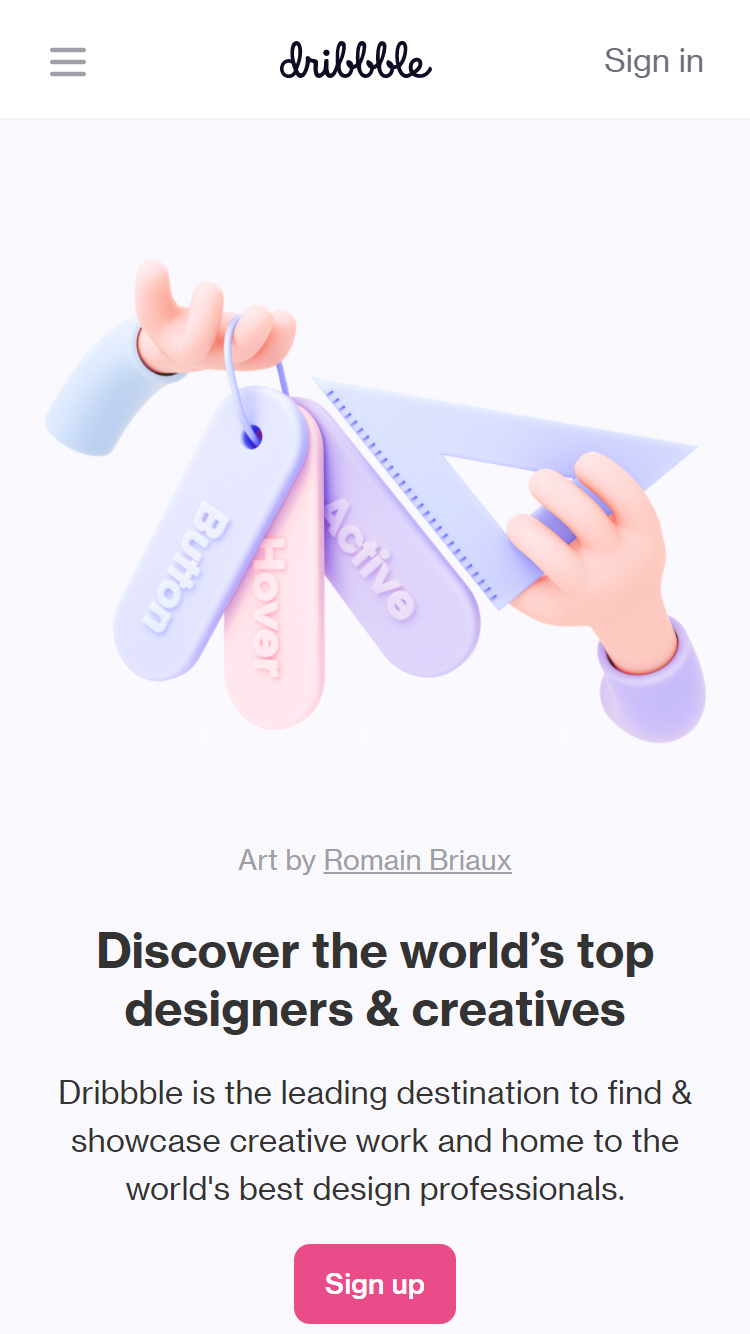 dribbble
Sign in
Button
Hover
Active
Art by Romain Briaux
Discover the world’s top
designers & creatives
Dribbble is the leading destination to find &
showcase creative work and home to the
world's best design professionals.
Sign up